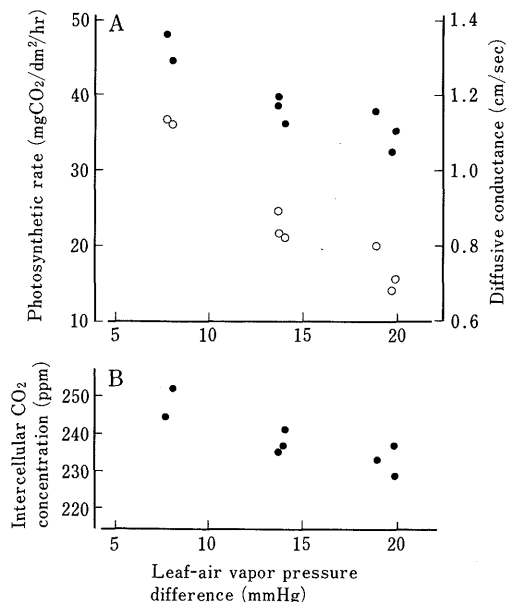 A
Photosynthetic rate
(mgCO₂/dm²/hr)
50
40
30
20
10
1.4
1.2
1.0
0.8
0.6
Diffusive conductance (cm/sec)
5 10 15 20
B
Intercellular CO₂
concentration (ppm)
250
240
230
220
5 10 15 20
Leaf-air vapor pressure
difference (mmHg)